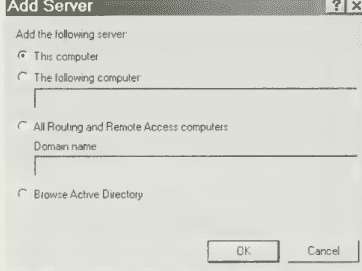 Add Server
Add the following server:
This computer
The following computer
All Routing and Remote Access computers
Domain name
Browse Active Directory
OK Cancel